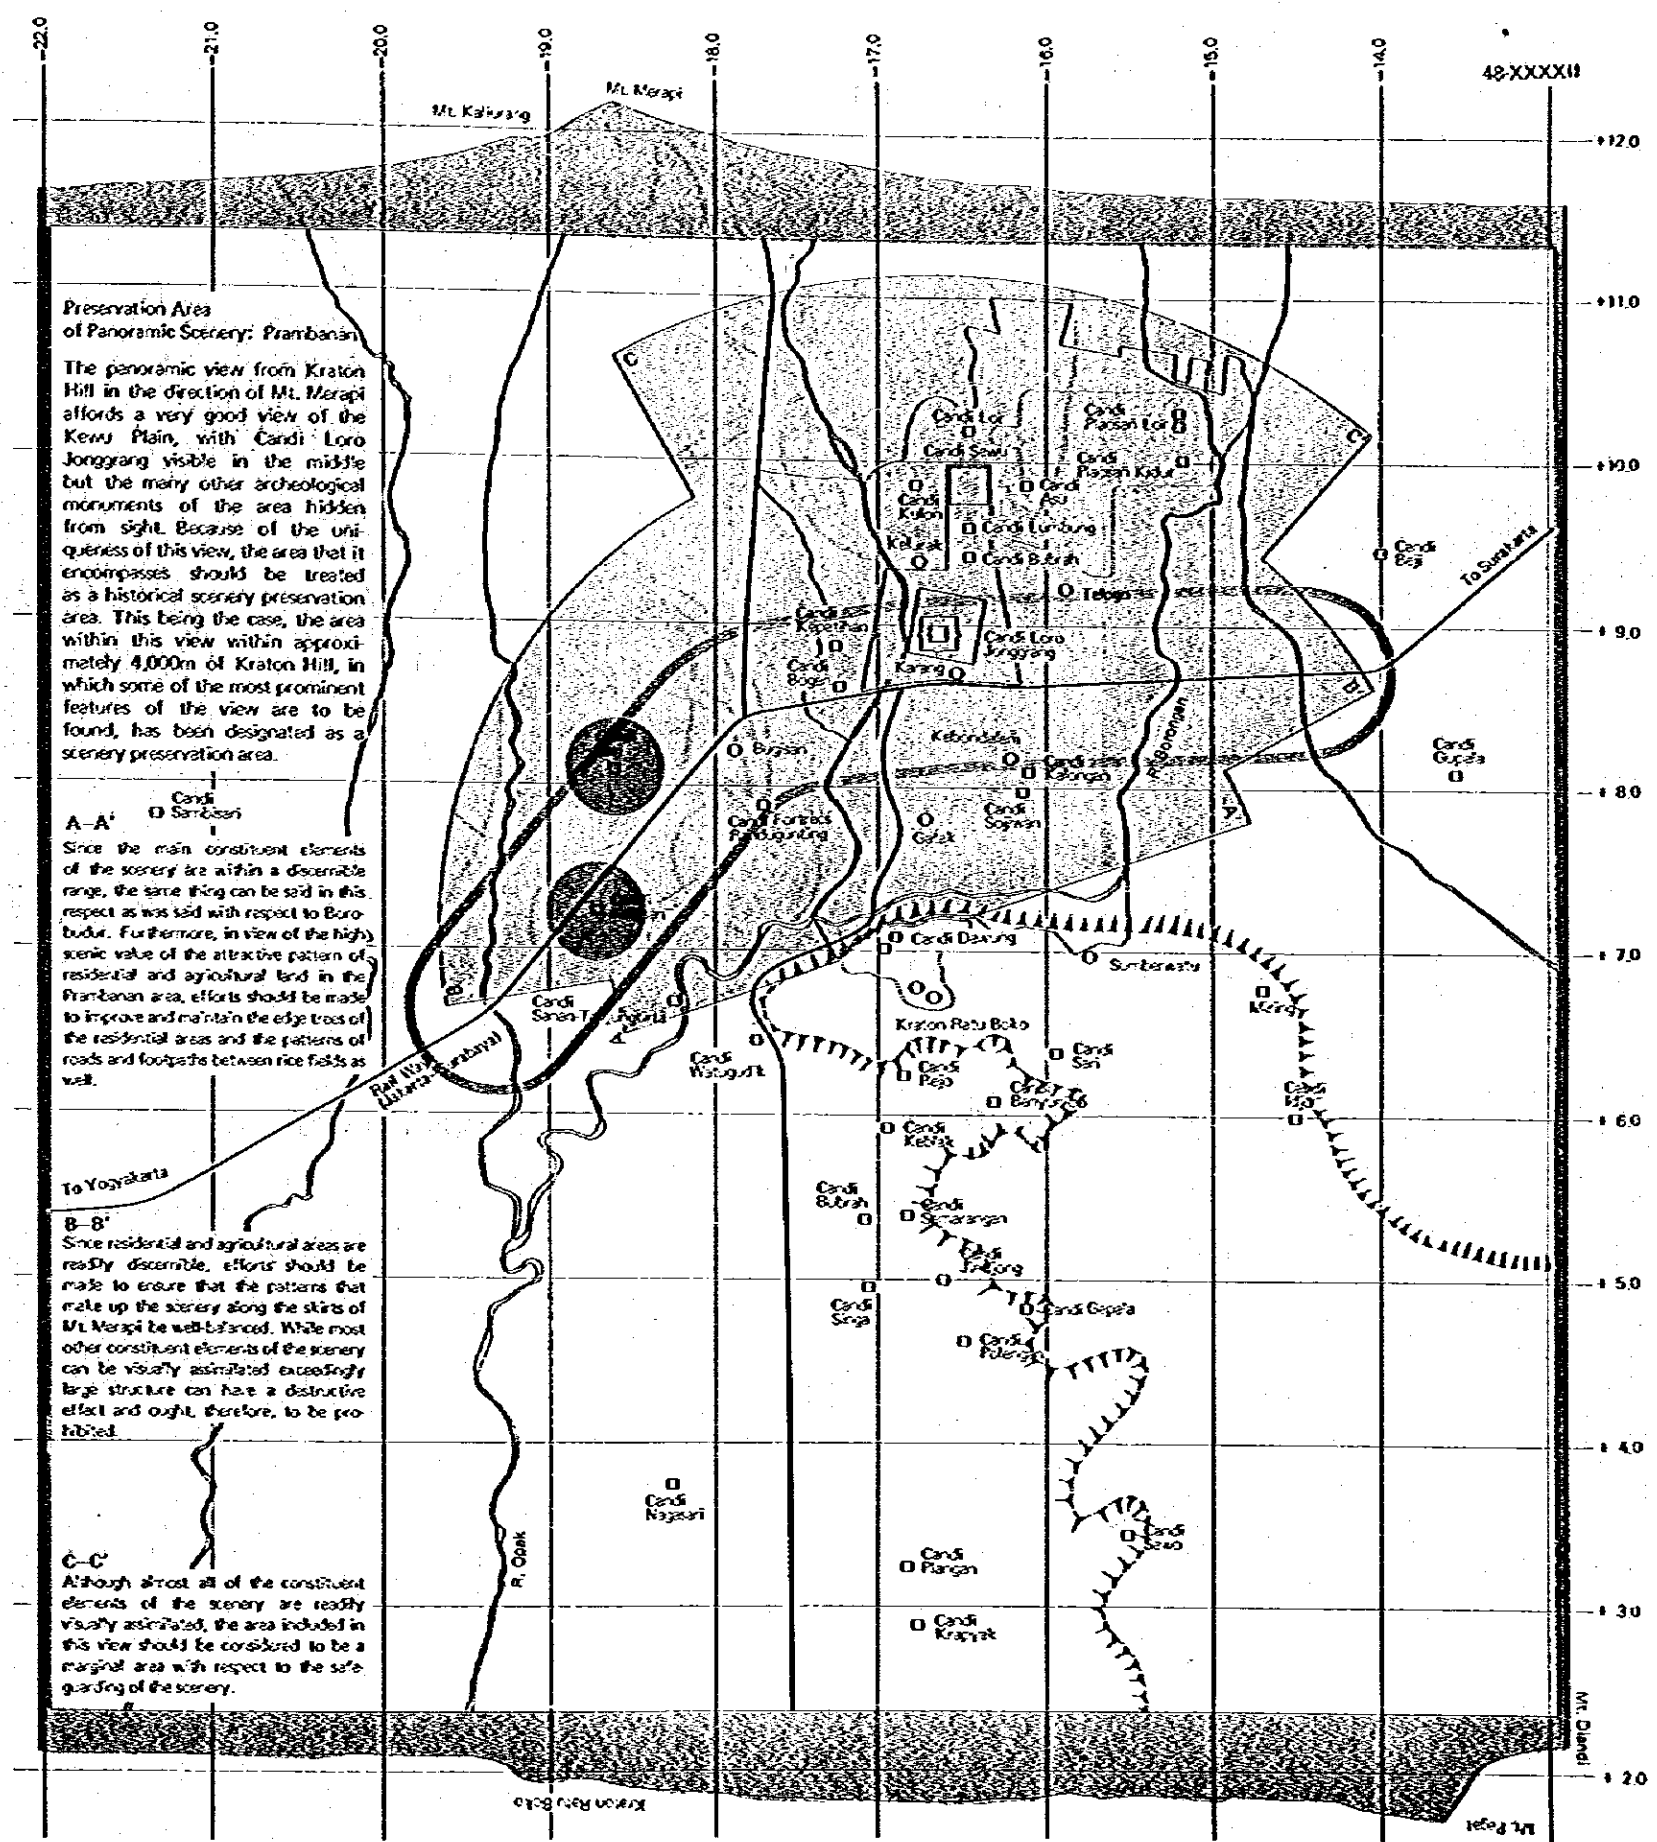 -22.0
-21.0
-20.0
-19.0
-18.0
-17.0
-16.0
-15.0
-14.0
Mt. Merapi
Mt. Kaliurang
+12.0
+11.0
+10.0
+9.0
+8.0
+7.0
+6.0
+5.0
+4.0
+3.0
+2.0
Preservation Area
of Panoramic Scenery: Prambanan
The panoramic view from Kraton
Hill in the direction of Mt. Merapi
affords a very good view of the
Kewu Plain, with Candi Loro
Jonggrang visible in the middle
but the many other archeological
monuments of the area hidden
from sight. Because of the uni-
queness of this view, the area that it
encompasses should be treated
as a historical scenery preservation
area. This being the case, the area
within this view within approxi-
mately 4,000m of Kraton Hill, in
which some of the most prominent
features of the view are to be
found, has been designated as a
scenery preservation area.
Candi
Sambisari
A–A'
Since the main constituent elements
of the scenery are within a discernible
range, the same thing can be said in this
respect as was said with respect to Boro-
budur. Furthermore, in view of the high
scenic value of the attractive pattern of
residential and agricultural land in the
Prambanan area, efforts should be made
to improve and maintain the edge trees of
the residential areas and the patterns of
roads and footpaths between rice fields as
well.
To Yogyakarta
B–B'
Since residential and agricultural areas are
readily discernible, efforts should be
made to ensure that the patterns that
make up the scenery along the skirts of
Mt. Merapi be well-balanced. While most
other constituent elements of the scenery
can be visually assimilated exceedingly
large structure can have a distructive
effect and ought, therefore, to be pro-
hibited.
C–C'
Although almost all of the constituent
elements of the scenery are readily
visually assimilated, the area included in
this view should be considered to be a
marginal area with respect to the safe-
guarding of the scenery.
C
C'
Candi Lor
Candi
Plaosan Lor
Candi Sewu
Candi
Plaosan Kidul
Candi
Kulon
Candi
Asu
Candi Lumbung
Kelurak
Candi Bubrah
Telogo
Candi
Kepatihan
Candi Loro
Jonggrang
Candi
Bogem
Karang
B'
Candi
Beji
To Surakarta
Candi
Gupala
R. Borongan
Bugisan
Kebondalem
Candi
Kalongan
Candi
Sojiwan
Gatak
A'
B
A
Candi
Rail Way
Candi Dawung
Sumberwatu
Kraton Ratu Boko
Candi
Watugudik
Candi
Sari
Candi
Candi
Candi
Bubrah
Candi
Candi
Singa
Candi
Candi
Nagasari
R. Opak
Candi
Plangan
Candi
Krapyak
Mt. Diandi
Kraton Ratu Boko
Mt. Pegat